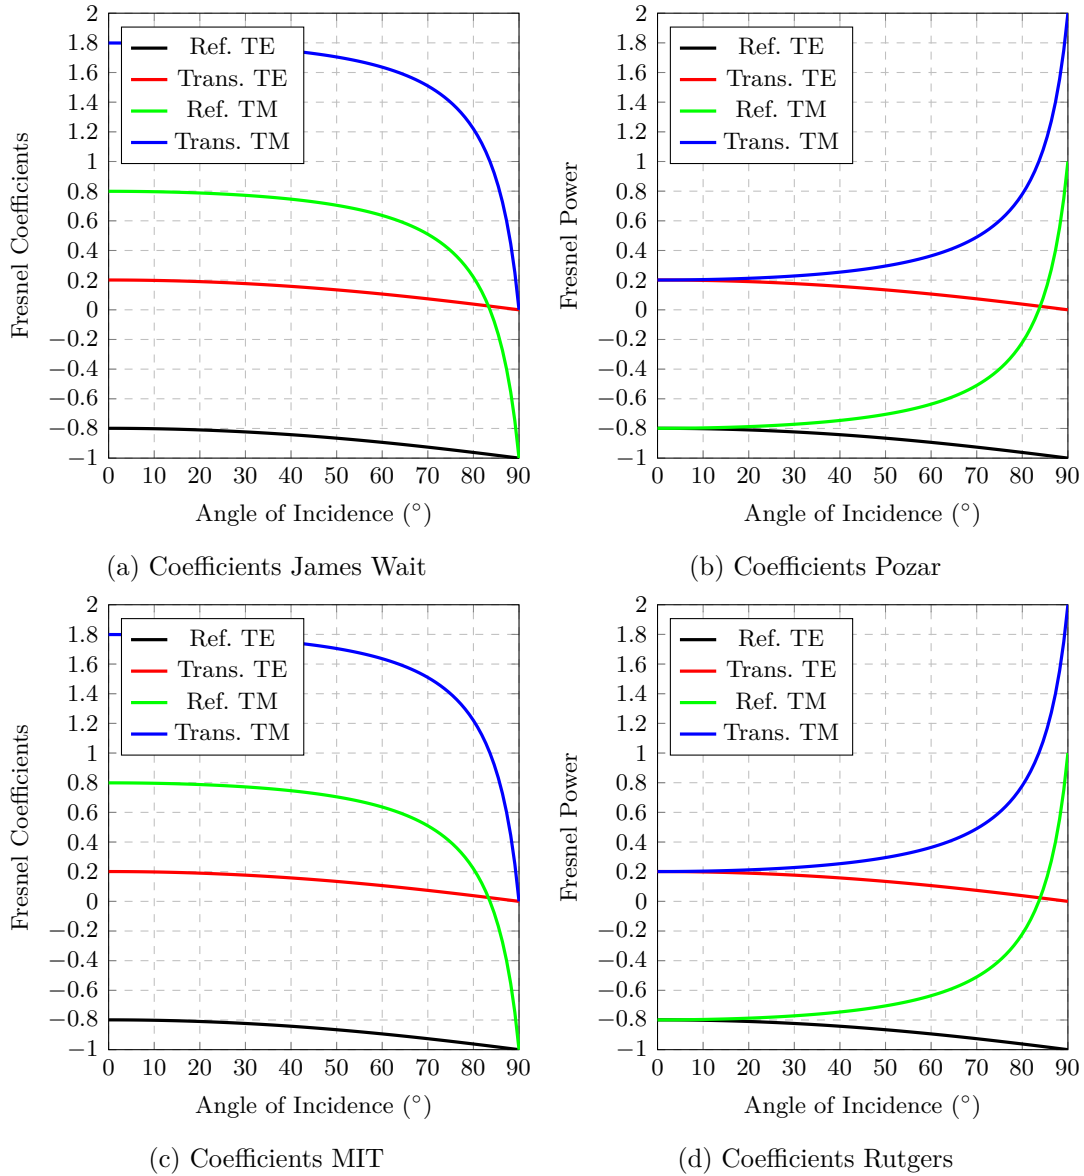 2
1.8
1.6
1.4
1.2
1
0.8
0.6
0.4
0.2
0
−0.2
−0.4
−0.6
−0.8
−1
0 10 20 30 40 50 60 70 80 90
Fresnel Coefficients
Angle of Incidence (°)
Ref. TE
Trans. TE
Ref. TM
Trans. TM
(a) Coefficients James Wait
2
1.8
1.6
1.4
1.2
1
0.8
0.6
0.4
0.2
0
−0.2
−0.4
−0.6
−0.8
−1
0 10 20 30 40 50 60 70 80 90
Fresnel Power
Angle of Incidence (°)
Ref. TE
Trans. TE
Ref. TM
Trans. TM
(b) Coefficients Pozar
2
1.8
1.6
1.4
1.2
1
0.8
0.6
0.4
0.2
0
−0.2
−0.4
−0.6
−0.8
−1
0 10 20 30 40 50 60 70 80 90
Fresnel Coefficients
Angle of Incidence (°)
Ref. TE
Trans. TE
Ref. TM
Trans. TM
(c) Coefficients MIT
2
1.8
1.6
1.4
1.2
1
0.8
0.6
0.4
0.2
0
−0.2
−0.4
−0.6
−0.8
−1
0 10 20 30 40 50 60 70 80 90
Fresnel Power
Angle of Incidence (°)
Ref. TE
Trans. TE
Ref. TM
Trans. TM
(d) Coefficients Rutgers